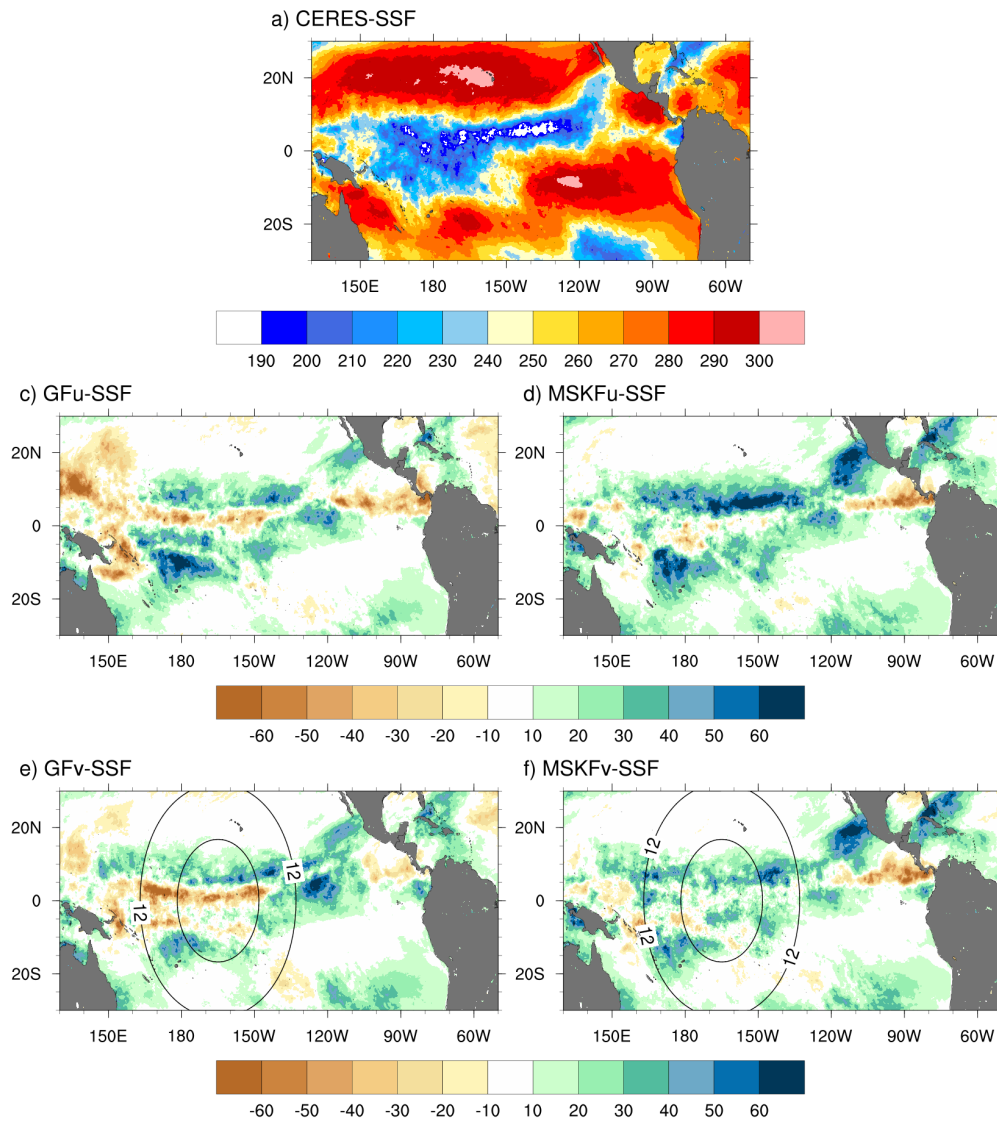 a) CERES-SSF
20N
0
20S
150E 180 150W 120W 90W 60W
190 200 210 220 230 240 250 260 270 280 290 300
c) GFu-SSF d) MSKFu-SSF
20N 20N
0 0
20S 20S
150E 180 150W 120W 90W 60W 150E 180 150W 120W 90W 60W
-60 -50 -40 -30 -20 -10 10 20 30 40 50 60
e) GFv-SSF f) MSKFv-SSF
20N 20N
12 12
0 0
12 12 12
20S 20S
150E 180 150W 120W 90W 60W 150E 180 150W 120W 90W 60W
-60 -50 -40 -30 -20 -10 10 20 30 40 50 60